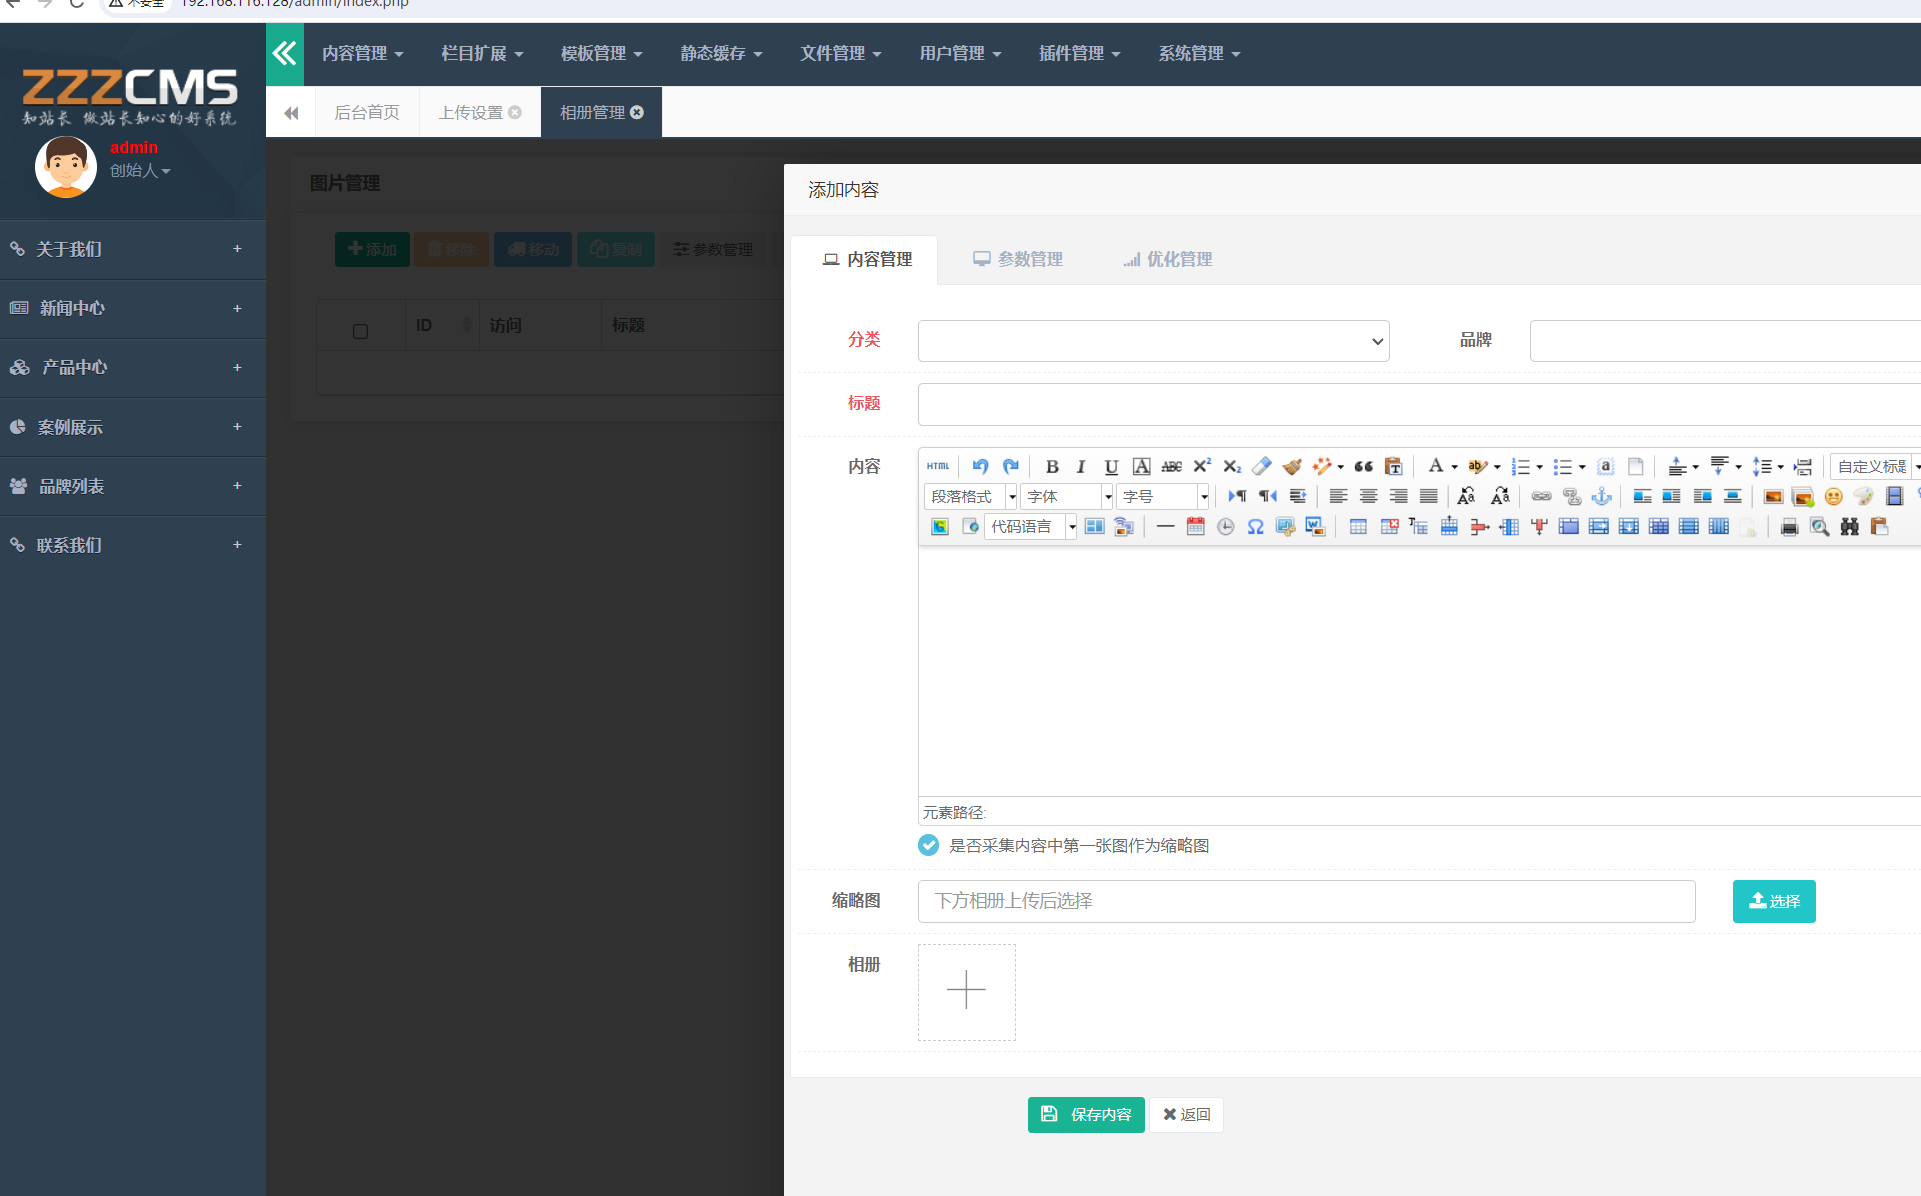 不安全 192.168.116.128/admin/index.php
ZZZCMS
知站长 做站长知心的好系统
admin
创始人
关于我们 +
新闻中心 +
产品中心 +
案例展示 +
品牌列表 +
联系我们 +
内容管理 栏目扩展 模板管理 静态缓存 文件管理 用户管理 插件管理 系统管理
后台首页 上传设置 相册管理
图片管理
添加 移除 移动 复制 参数管理
ID 访问 标题
添加内容
内容管理 参数管理 优化管理
分类 品牌
标题
内容
HTML B I U A ABC X² X₂ A ab a 自定义标题
段落格式 字体 字号
代码语言
元素路径:
是否采集内容中第一张图作为缩略图
缩略图 下方相册上传后选择 选择
相册
保存内容 返回